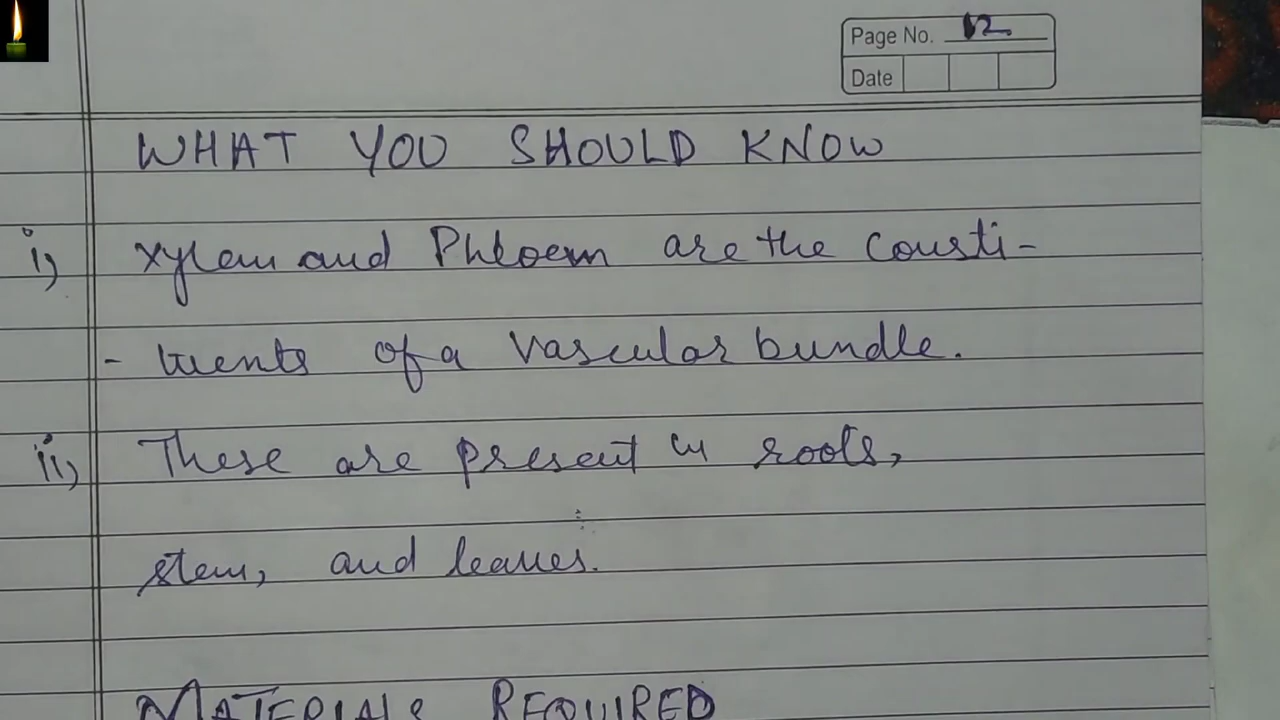 Page No. 12
Date
WHAT YOU SHOULD KNOW
i) Xylem and Phloem are the Consti-
- tuents of a Vascular bundle.
ii) These are present in roots,
stem, and leaves.
MATERIALS REQUIRED